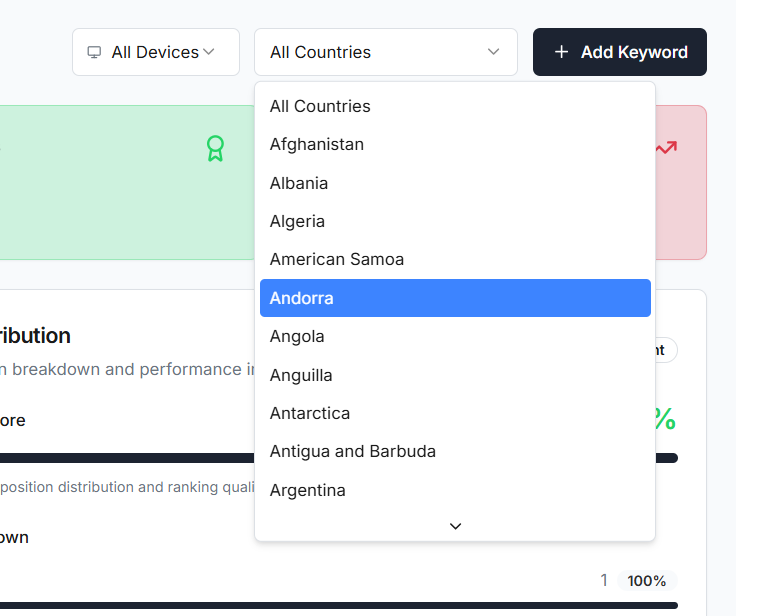 All Devices
All Countries
Add Keyword
All Countries
Afghanistan
Albania
Algeria
American Samoa
Andorra
Angola
Anguilla
Antarctica
Antigua and Barbuda
Argentina
ribution
n breakdown and performance in
nt
ore
%
position distribution and ranking quali
own
1 100%